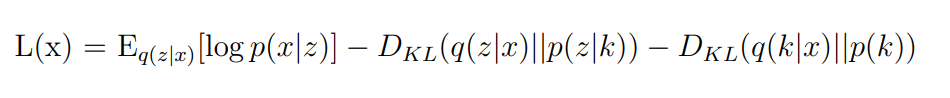 L(x) = E_{q(z|x)}[log p(x|z)] − D_{KL}(q(z|x)||p(z|k)) − D_{KL}(q(k|x)||p(k))